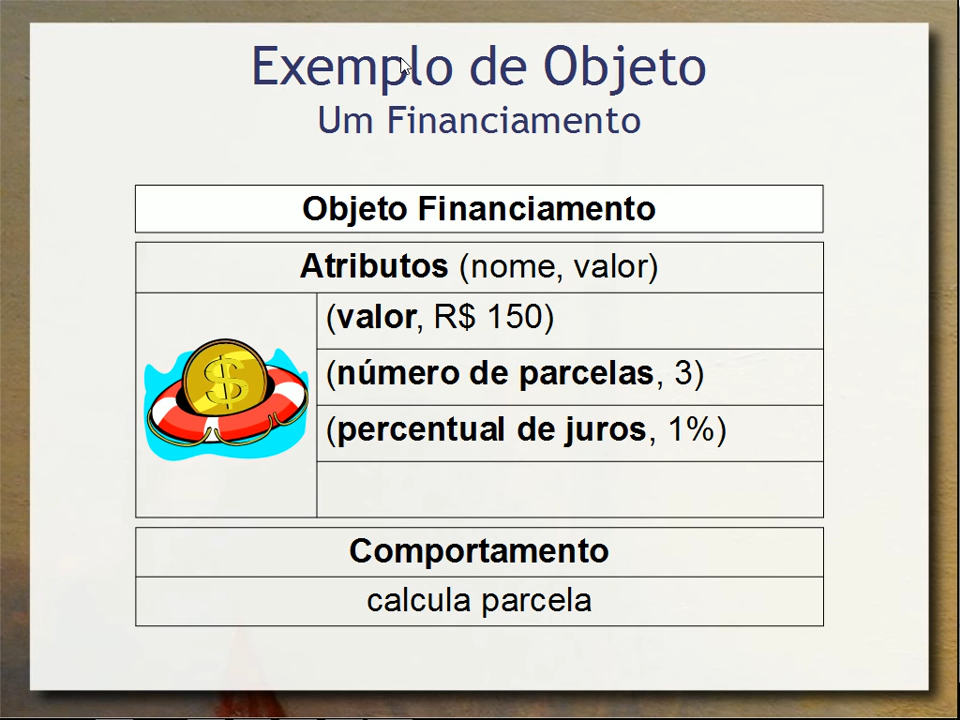 Exemplo de Objeto
Um Financiamento
Objeto Financiamento
Atributos (nome, valor)
(valor, R$ 150)
$
(número de parcelas, 3)
(percentual de juros, 1%)
Comportamento
calcula parcela